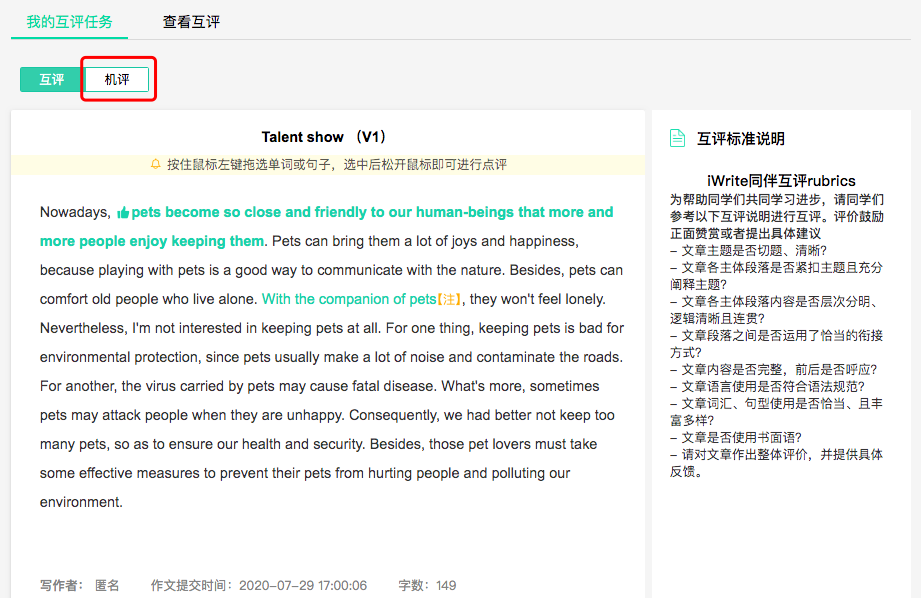 我的互评任务 查看互评
互评 机评
Talent show （V1）
按住鼠标左键拖选单词或句子，选中后松开鼠标即可进行点评
Nowadays, pets become so close and friendly to our human-beings that more and
more people enjoy keeping them. Pets can bring them a lot of joys and happiness,
because playing with pets is a good way to communicate with the nature. Besides, pets can
comfort old people who live alone. With the companion of pets【注】, they won't feel lonely.
Nevertheless, I'm not interested in keeping pets at all. For one thing, keeping pets is bad for
environmental protection, since pets usually make a lot of noise and contaminate the roads.
For another, the virus carried by pets may cause fatal disease. What's more, sometimes
pets may attack people when they are unhappy. Consequently, we had better not keep too
many pets, so as to ensure our health and security. Besides, those pet lovers must take
some effective measures to prevent their pets from hurting people and polluting our
environment.
写作者： 匿名 作文提交时间：2020-07-29 17:00:06 字数：149
互评标准说明
iWrite同伴互评rubrics
为帮助同学们共同学习进步，请同学们
参考以下互评说明进行互评。评价鼓励
正面赞赏或者提出具体建议
– 文章主题是否切题、清晰？
– 文章各主体段落是否紧扣主题且充分
阐释主题？
– 文章各主体段落内容是否层次分明、
逻辑清晰且连贯？
– 文章段落之间是否运用了恰当的衔接
方式？
– 文章内容是否完整，前后是否呼应？
– 文章语言使用是否符合语法规范？
– 文章词汇、句型使用是否恰当、且丰
富多样？
– 文章是否使用书面语？
– 请对文章作出整体评价，并提供具体
反馈。